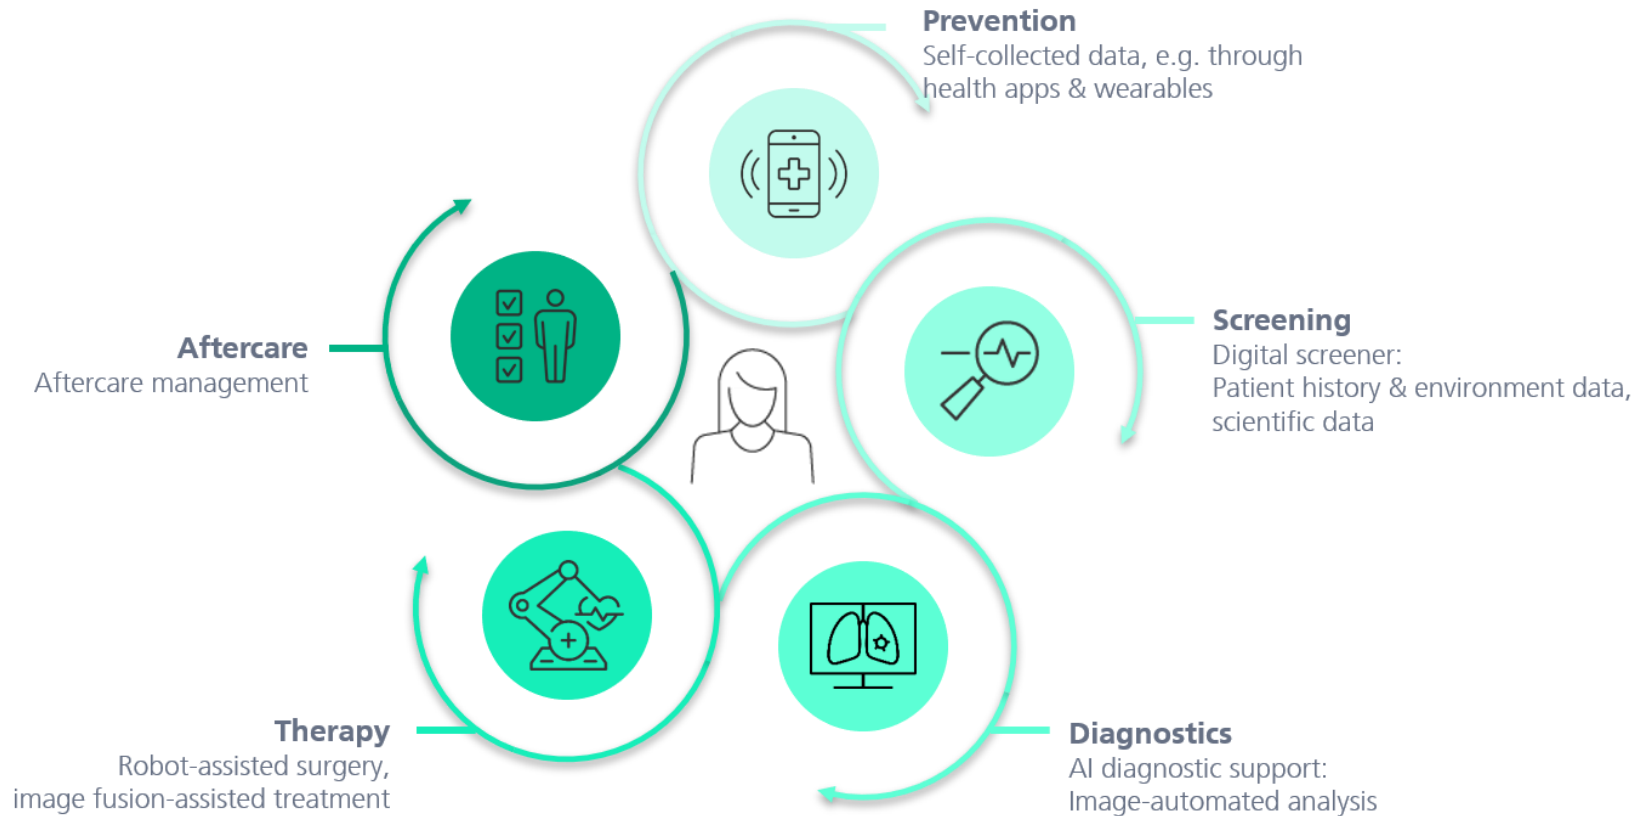 Prevention
Self-collected data, e.g. through
health apps & wearables
Screening
Digital screener:
Patient history & environment data,
scientific data
Diagnostics
AI diagnostic support:
Image-automated analysis
Therapy
Robot-assisted surgery,
image fusion-assisted treatment
Aftercare
Aftercare management